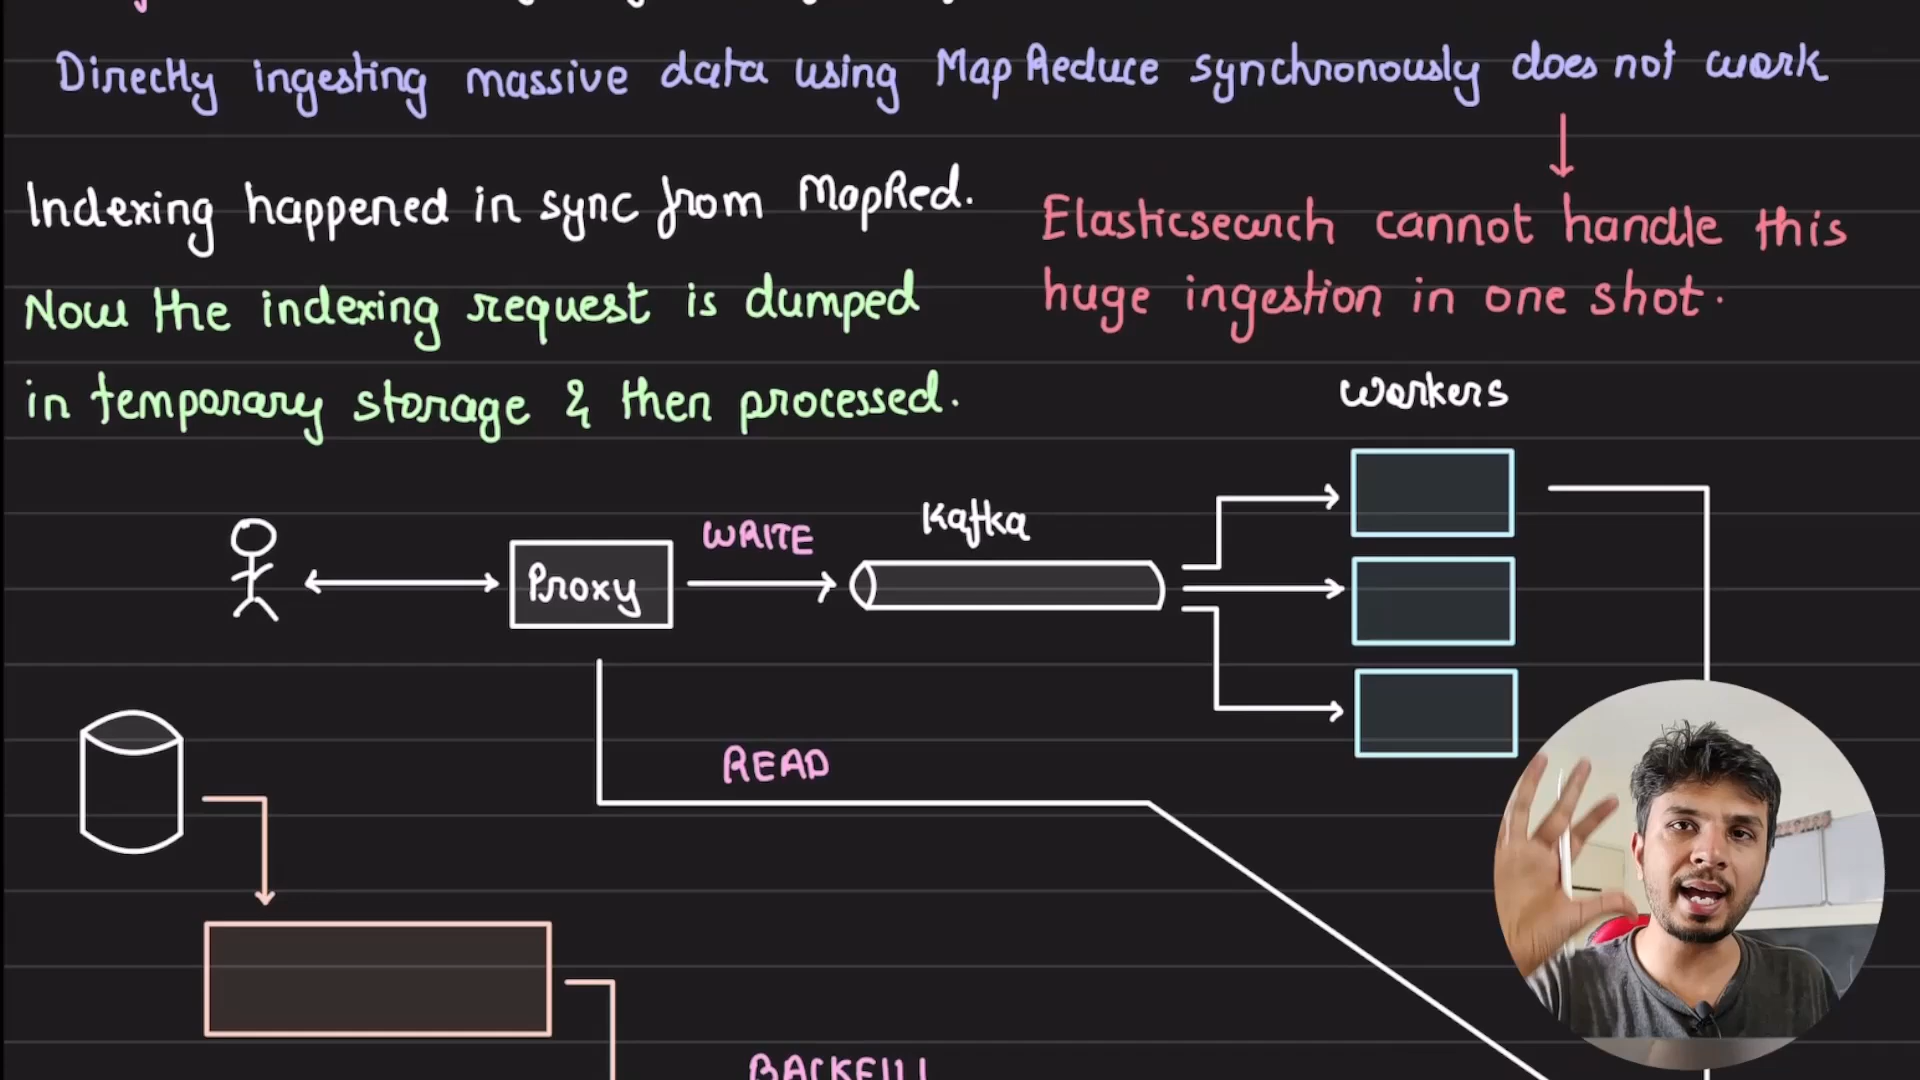 Directly ingesting massive data using Map Reduce synchronously does not work
Indexing happened in sync from MapRed.
Elasticsearch cannot handle this
huge ingestion in one shot.
Now the indexing request is dumped
in temporary storage & then processed.
Workers
Kafka
WRITE
Proxy
READ
BACKFILL